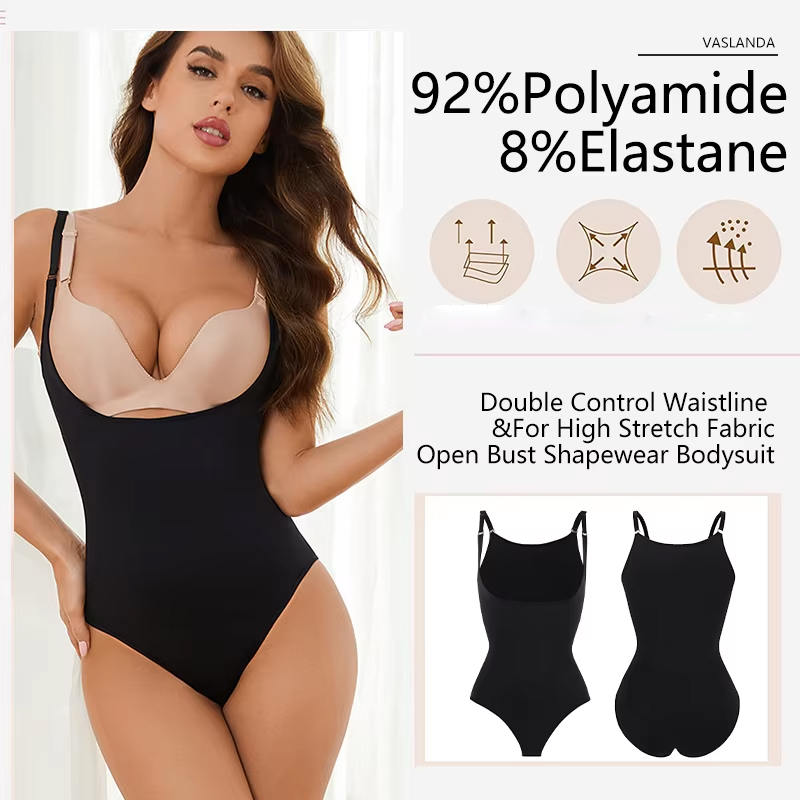 VASLANDA
92%Polyamide
8%Elastane
Double Control Waistline
&For High Stretch Fabric
Open Bust Shapewear Bodysuit